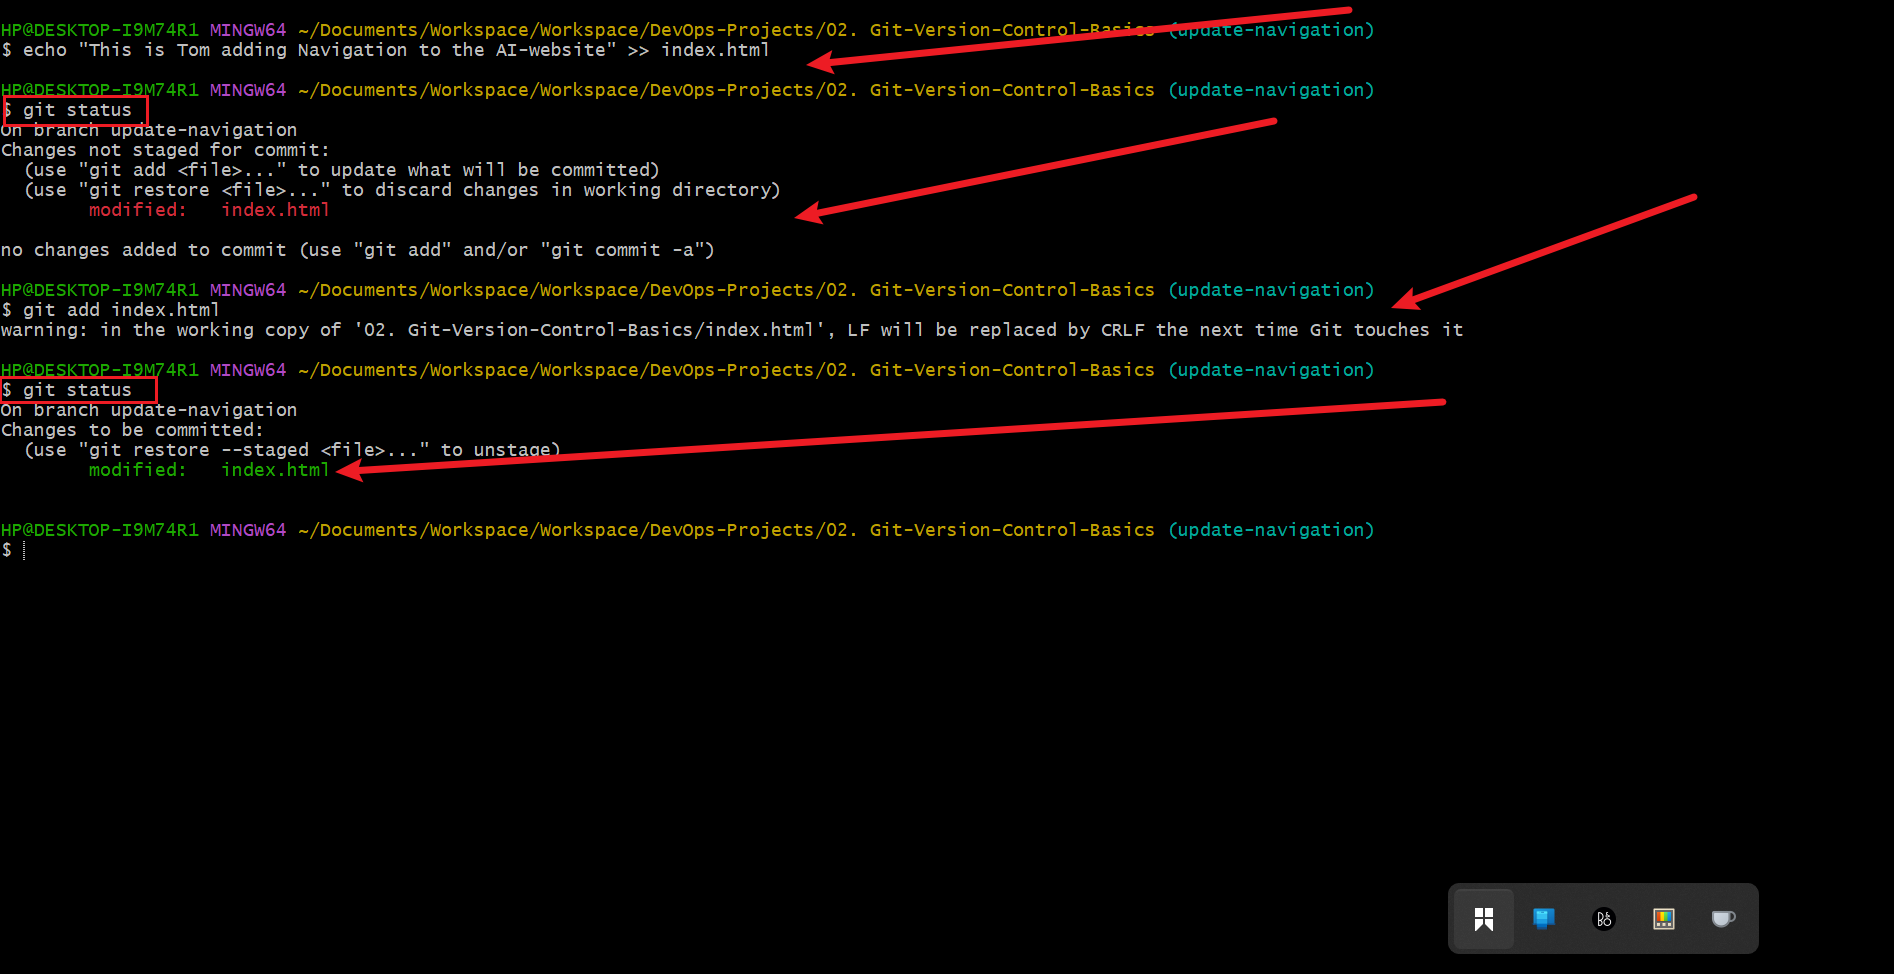 HP@DESKTOP-I9M74R1 MINGW64 ~/Documents/Workspace/Workspace/DevOps-Projects/02. Git-Version-Control-Basics (update-navigation)
$ echo "This is Tom adding Navigation to the AI-website" >> index.html
HP@DESKTOP-I9M74R1 MINGW64 ~/Documents/Workspace/Workspace/DevOps-Projects/02. Git-Version-Control-Basics (update-navigation)
$ git status
On branch update-navigation
Changes not staged for commit:
  (use "git add <file>..." to update what will be committed)
  (use "git restore <file>..." to discard changes in working directory)
        modified:   index.html
no changes added to commit (use "git add" and/or "git commit -a")
HP@DESKTOP-I9M74R1 MINGW64 ~/Documents/Workspace/Workspace/DevOps-Projects/02. Git-Version-Control-Basics (update-navigation)
$ git add index.html
warning: in the working copy of '02. Git-Version-Control-Basics/index.html', LF will be replaced by CRLF the next time Git touches it
HP@DESKTOP-I9M74R1 MINGW64 ~/Documents/Workspace/Workspace/DevOps-Projects/02. Git-Version-Control-Basics (update-navigation)
$ git status
On branch update-navigation
Changes to be committed:
  (use "git restore --staged <file>..." to unstage)
        modified:   index.html
HP@DESKTOP-I9M74R1 MINGW64 ~/Documents/Workspace/Workspace/DevOps-Projects/02. Git-Version-Control-Basics (update-navigation)
$